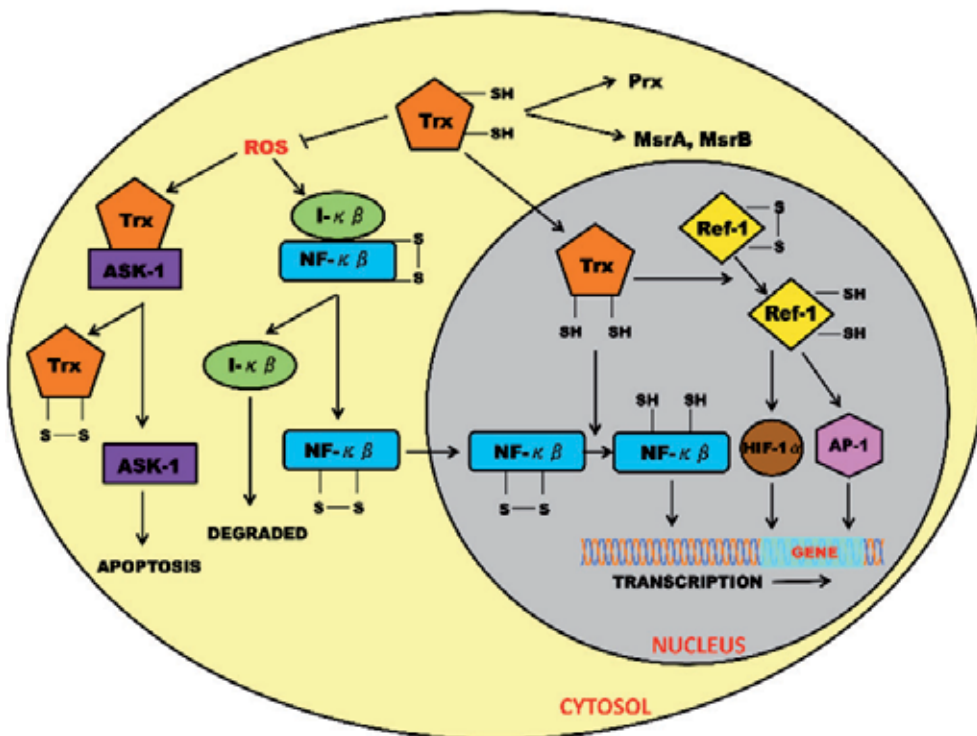 SH
Trx
SH
Prx
MsrA, MsrB
ROS
Trx
ASK-1
I-κ β
NF-κ β
S
S
Trx
S—S
ASK-1
APOPTOSIS
I-κ β
DEGRADED
NF-κ β
S—S
Trx
SH SH
Ref-1
S
S
Ref-1
SH
SH
NF-κ β
S—S
SH SH
NF-κ β
HIF-1 α
AP-1
GENE
TRANSCRIPTION
NUCLEUS
CYTOSOL